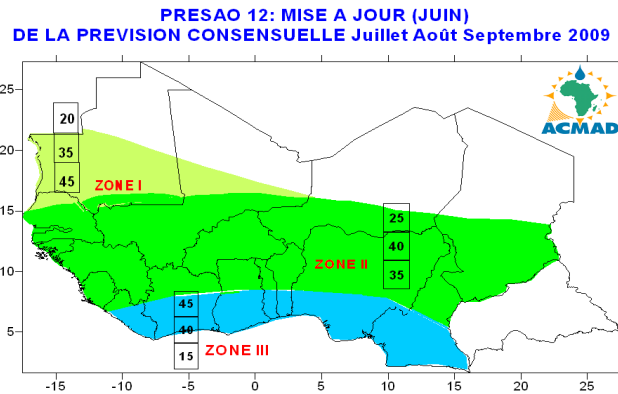 PRESAO 12: MISE A JOUR (JUIN)
DE LA PREVISION CONSENSUELLE Juillet Août Septembre 2009
25
20
15
10
5
20
35
45
ZONE I
ACMAD
25
40
35
ZONE II
45
40
15
ZONE III
-15 -10 -5 0 5 10 15 20 25